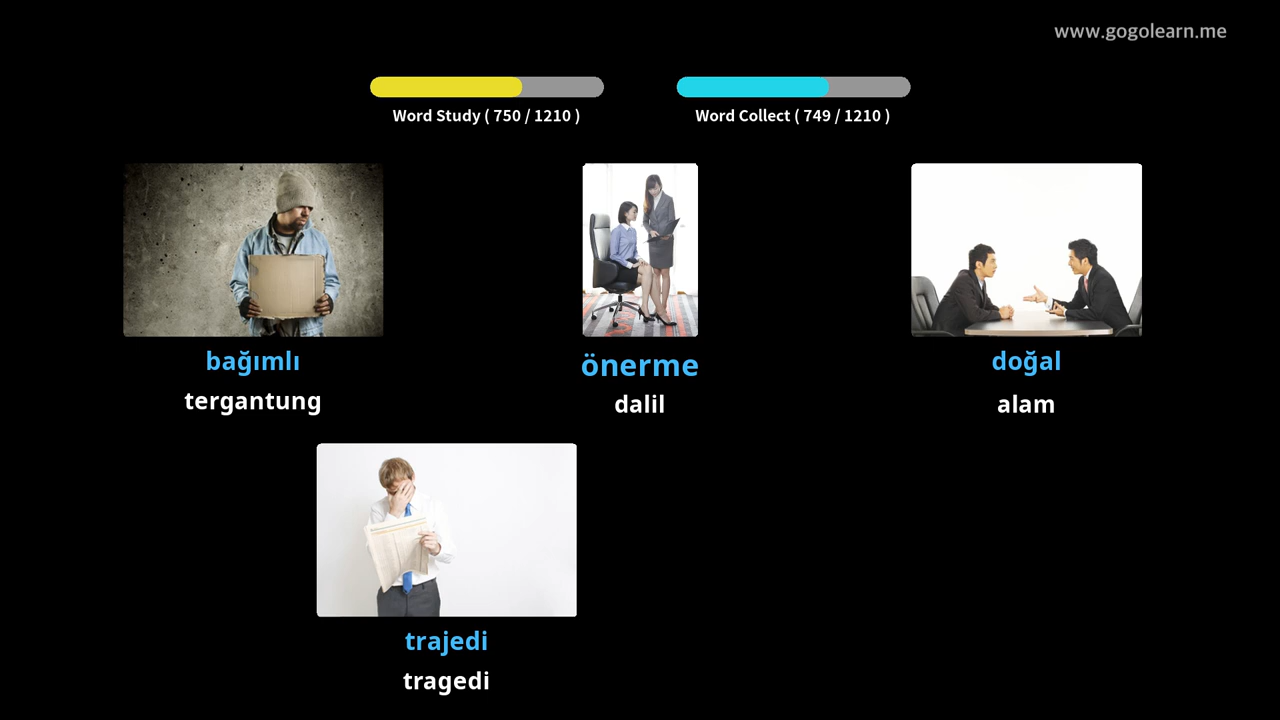 www.gogolearn.me
Word Study ( 750 / 1210 )
Word Collect ( 749 / 1210 )
bağımlı
tergantung
önerme
dalil
doğal
alam
trajedi
tragedi